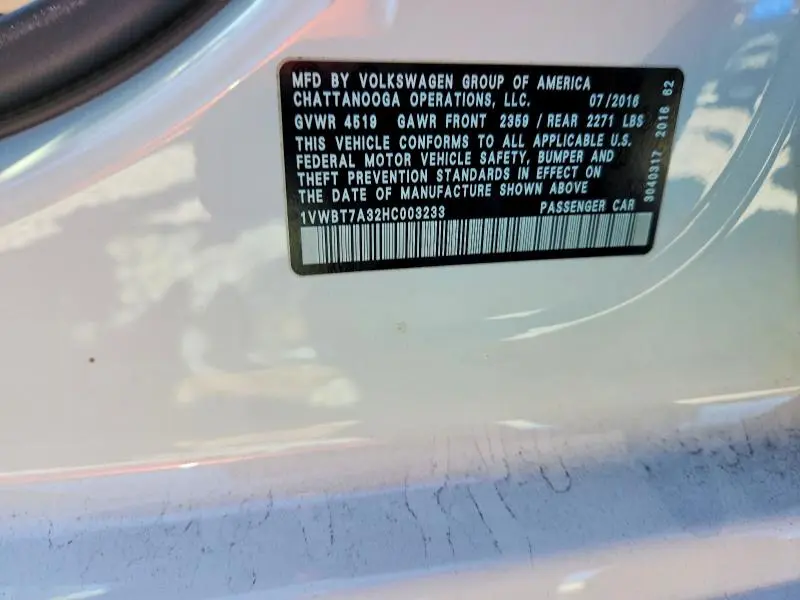 MFD BY VOLKSWAGEN GROUP OF AMERICA
CHATTANOOGA OPERATIONS, LLC. 07/2016
GVWR 4519 GAWR FRONT 2359 / REAR 2271 LBS
THIS VEHICLE CONFORMS TO ALL APPLICABLE U.S.
FEDERAL MOTOR VEHICLE SAFETY, BUMPER AND
THEFT PREVENTION STANDARDS IN EFFECT ON
THE DATE OF MANUFACTURE SHOWN ABOVE
1VWBT7A32HC003233 PASSENGER CAR
3040317 2016 62